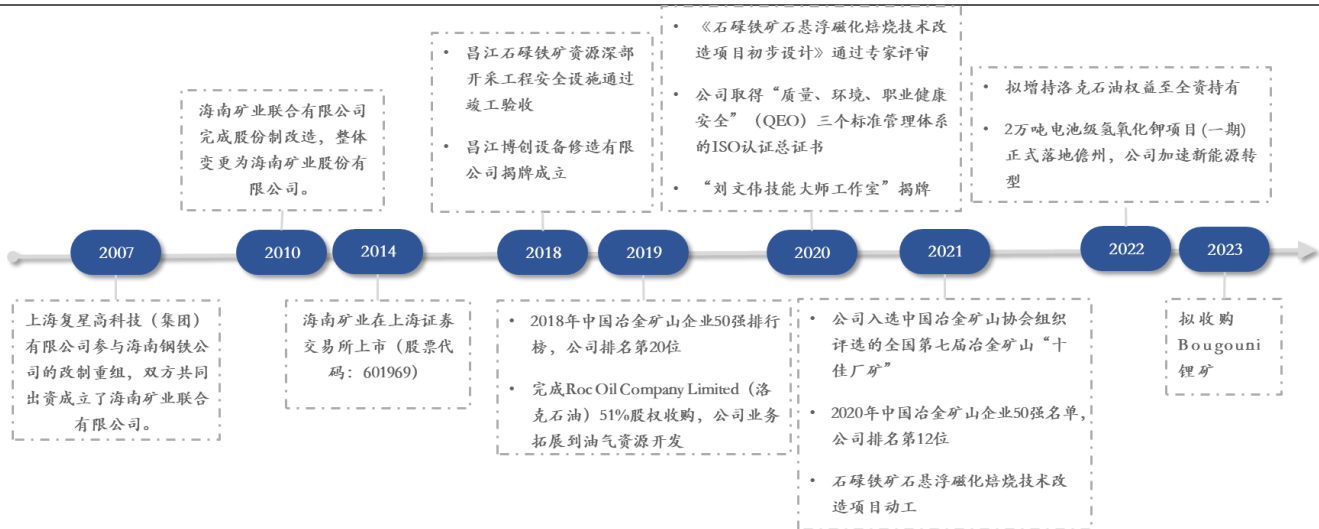 海南矿业联合有限公司
完成股份制改造，整体
变更为海南矿业股份有
限公司。
• 昌江石碌铁矿资源深部
开采工程安全设施通过
竣工验收
• 昌江博创设备修造有限
公司揭牌成立
• 《石碌铁矿石悬浮磁化焙烧技术改
造项目初步设计》通过专家评审
• 公司取得“质量、环境、职业健康
安全”（QEO）三个标准管理体系
的ISO认证总证书
• “刘文伟技能大师工作室”揭牌
• 拟增持洛克石油权益至全资持有
• 2万吨电池级氢氧化钾项目(一期)
正式落地儋州，公司加速新能源转
型
2007
2010
2014
2018
2019
2020
2021
2022
2023
上海复星高科技（集团）
有限公司参与海南钢铁公
司的改制重组，双方共同
出资成立了海南矿业联合
有限公司。
海南矿业在上海证券
交易所上市（股票代
码：601969）
• 2018年中国冶金矿山企业50强排行
榜，公司排名第20位
• 完成Roc Oil Company Limited（洛
克石油）51%股权收购，公司业务
拓展到油气资源开发
• 公司入选中国冶金矿山协会组织
评选的全国第七届冶金矿山“十
佳厂矿”
• 2020年中国冶金矿山企业50强名单，
公司排名第12位
• 石碌铁矿石悬浮磁化焙烧技术改
造项目动工
拟收购
Bougouni
锂矿